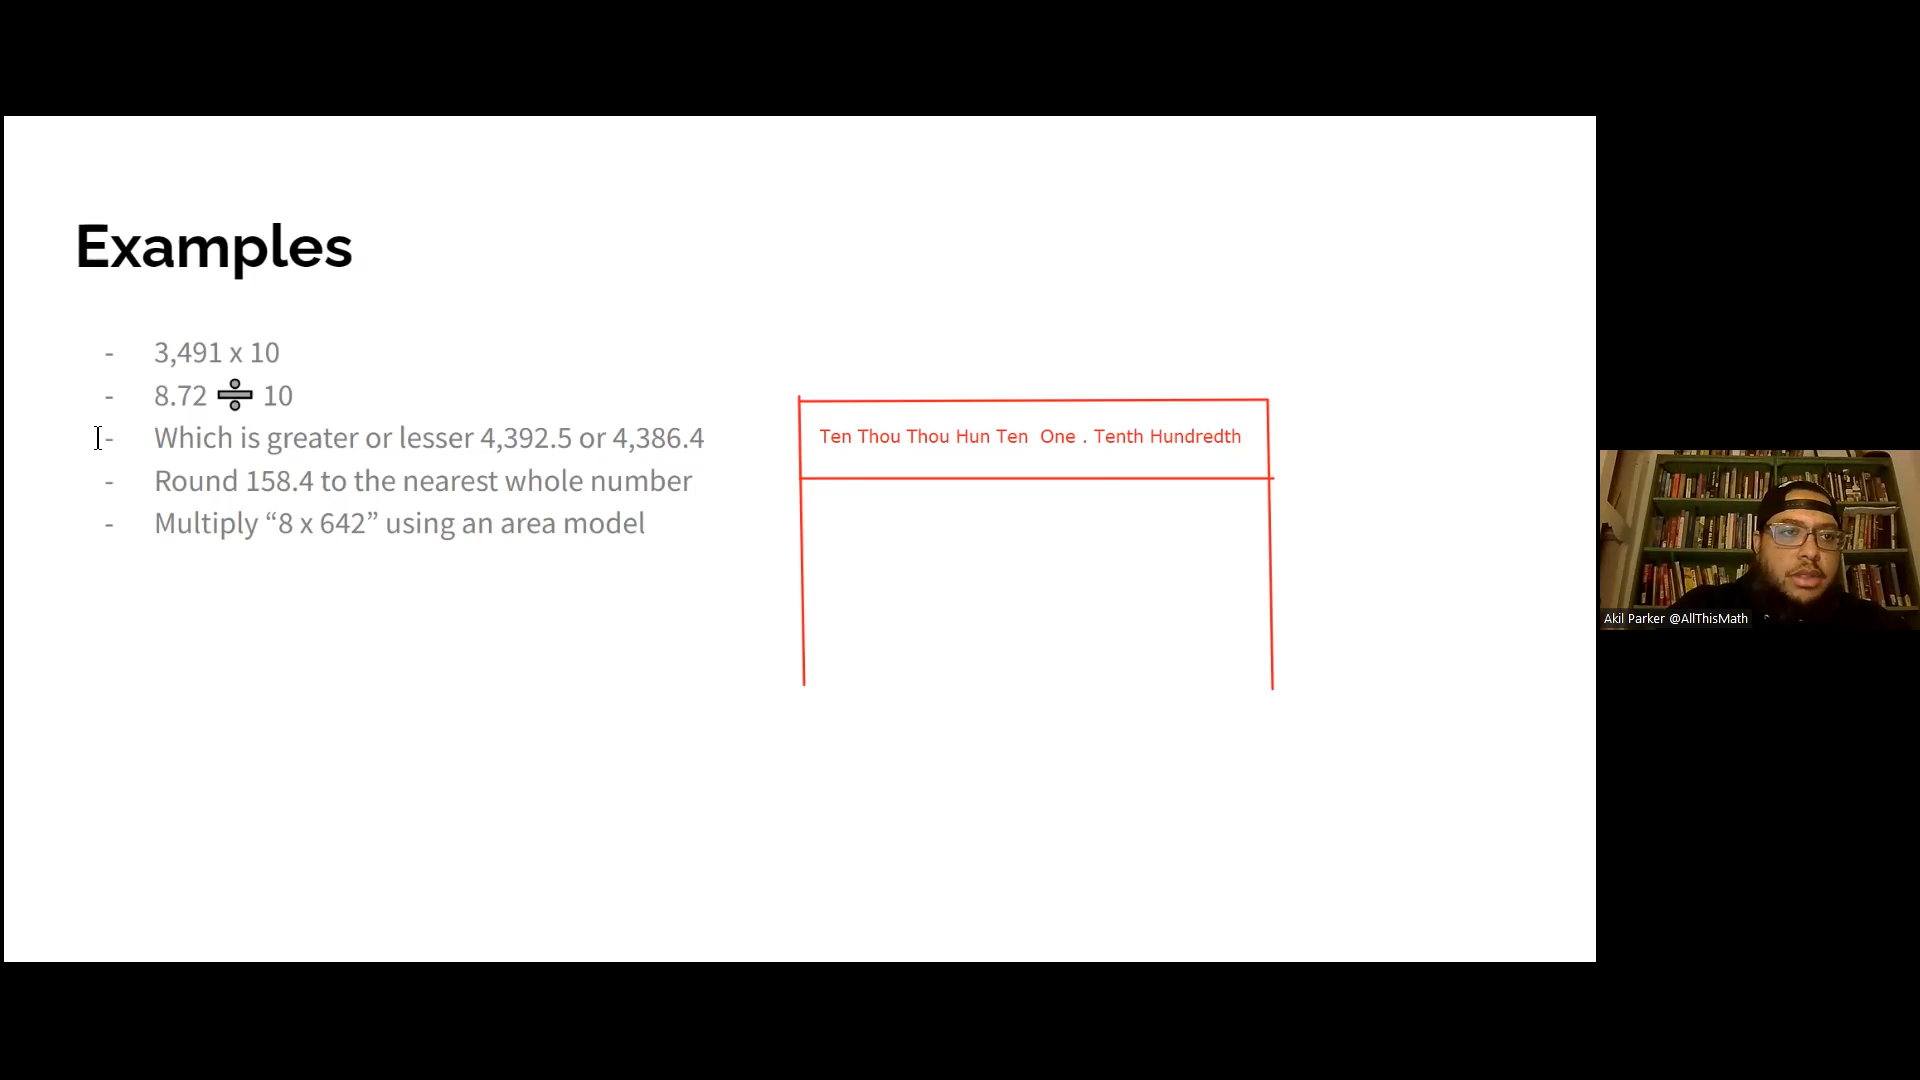 Examples
- 3,491 x 10
- 8.72 ➗ 10
- Which is greater or lesser 4,392.5 or 4,386.4
- Round 158.4 to the nearest whole number
- Multiply “8 x 642” using an area model
Ten Thou Thou Hun Ten One . Tenth Hundredth
Akil Parker @AllThisMath